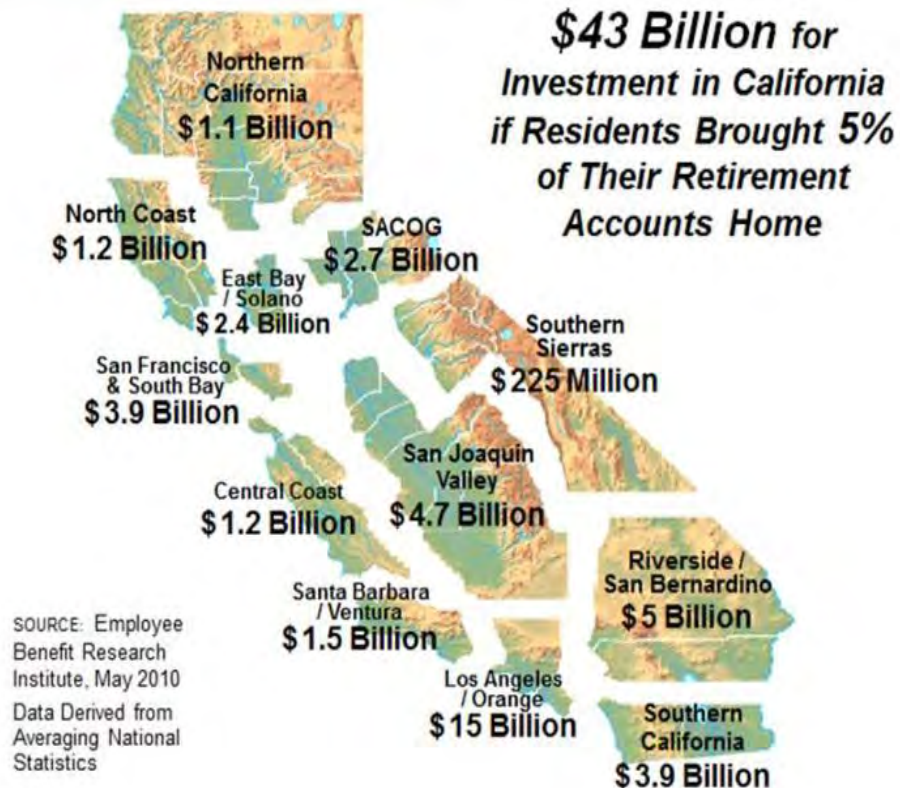 $43 Billion for
Investment in California
if Residents Brought 5%
of Their Retirement
Accounts Home
Northern
California
$1.1 Billion
North Coast
$1.2 Billion
SACOG
$2.7 Billion
East Bay
/ Solano
$2.4 Billion
Southern
Sierras
$225 Million
San Francisco
& South Bay
$3.9 Billion
San Joaquin
Valley
$4.7 Billion
Central Coast
$1.2 Billion
Riverside /
San Bernardino
$5 Billion
Santa Barbara
/ Ventura
$1.5 Billion
Los Angeles
/ Orange
$15 Billion
Southern
California
$3.9 Billion
SOURCE: Employee
Benefit Research
Institute, May 2010
Data Derived from
Averaging National
Statistics